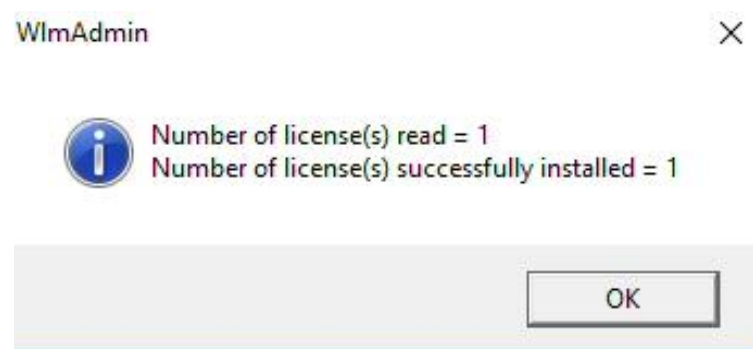 WlmAdmin
Number of license(s) read = 1
Number of license(s) successfully installed = 1
OK